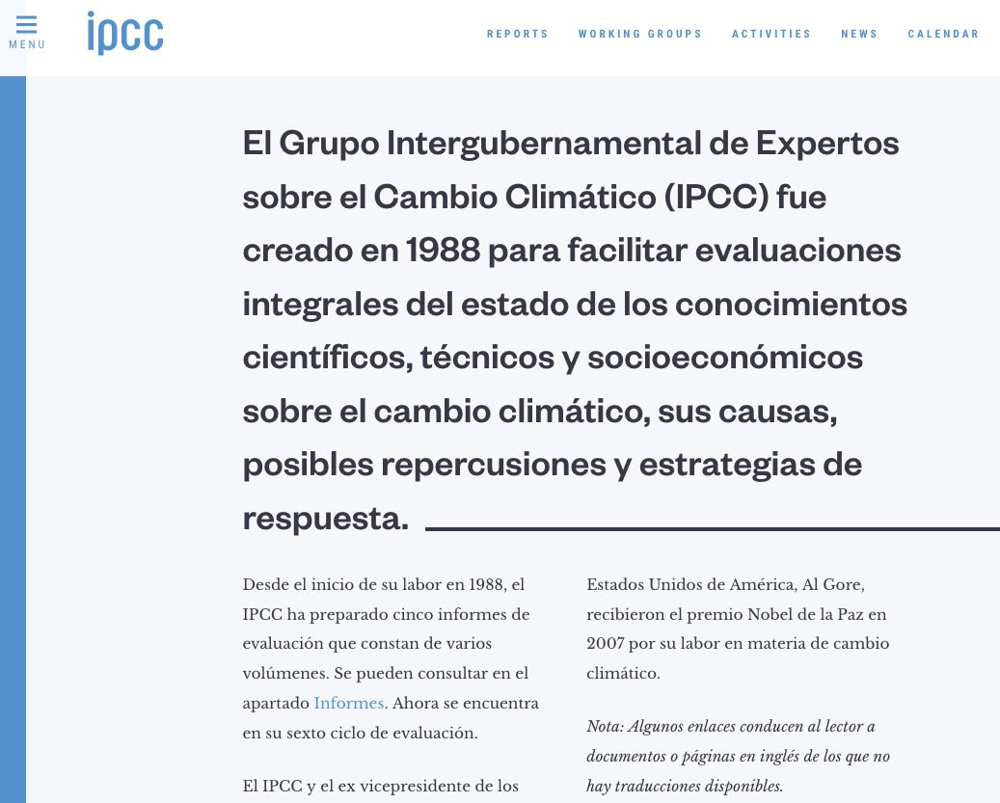 MENU
ipcc
REPORTS WORKING GROUPS ACTIVITIES NEWS CALENDAR
El Grupo Intergubernamental de Expertos
sobre el Cambio Climático (IPCC) fue
creado en 1988 para facilitar evaluaciones
integrales del estado de los conocimientos
científicos, técnicos y socioeconómicos
sobre el cambio climático, sus causas,
posibles repercusiones y estrategias de
respuesta.
Desde el inicio de su labor en 1988, el
IPCC ha preparado cinco informes de
evaluación que constan de varios
volúmenes. Se pueden consultar en el
apartado Informes. Ahora se encuentra
en su sexto ciclo de evaluación.
El IPCC y el ex vicepresidente de los
Estados Unidos de América, Al Gore,
recibieron el premio Nobel de la Paz en
2007 por su labor en materia de cambio
climático.
Nota: Algunos enlaces conducen al lector a
documentos o páginas en inglés de los que no
hay traducciones disponibles.